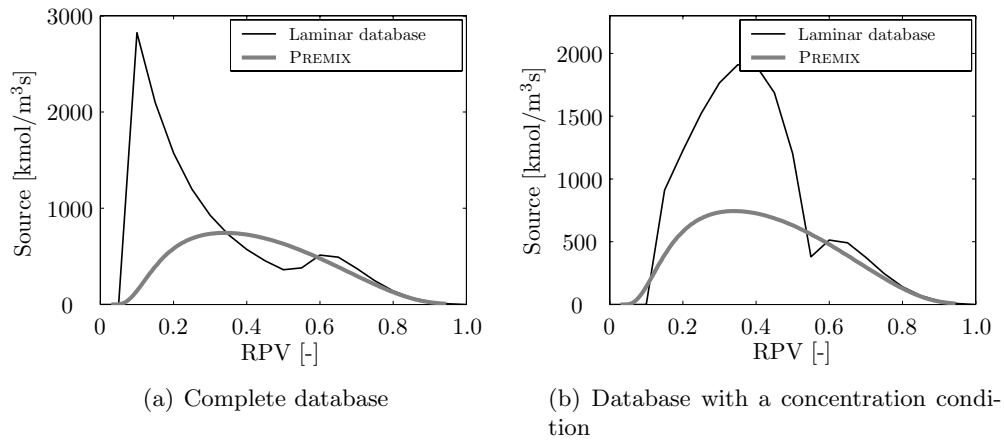 3000
2000
1000
0
Source [kmol/m³s]
Laminar database
PREMIX
0 0.2 0.4 0.6 0.8 1.0
RPV [-]
(a) Complete database
2000
1500
1000
500
0
Source [kmol/m³s]
Laminar database
PREMIX
0 0.2 0.4 0.6 0.8 1.0
RPV [-]
(b) Database with a concentration condi-
tion